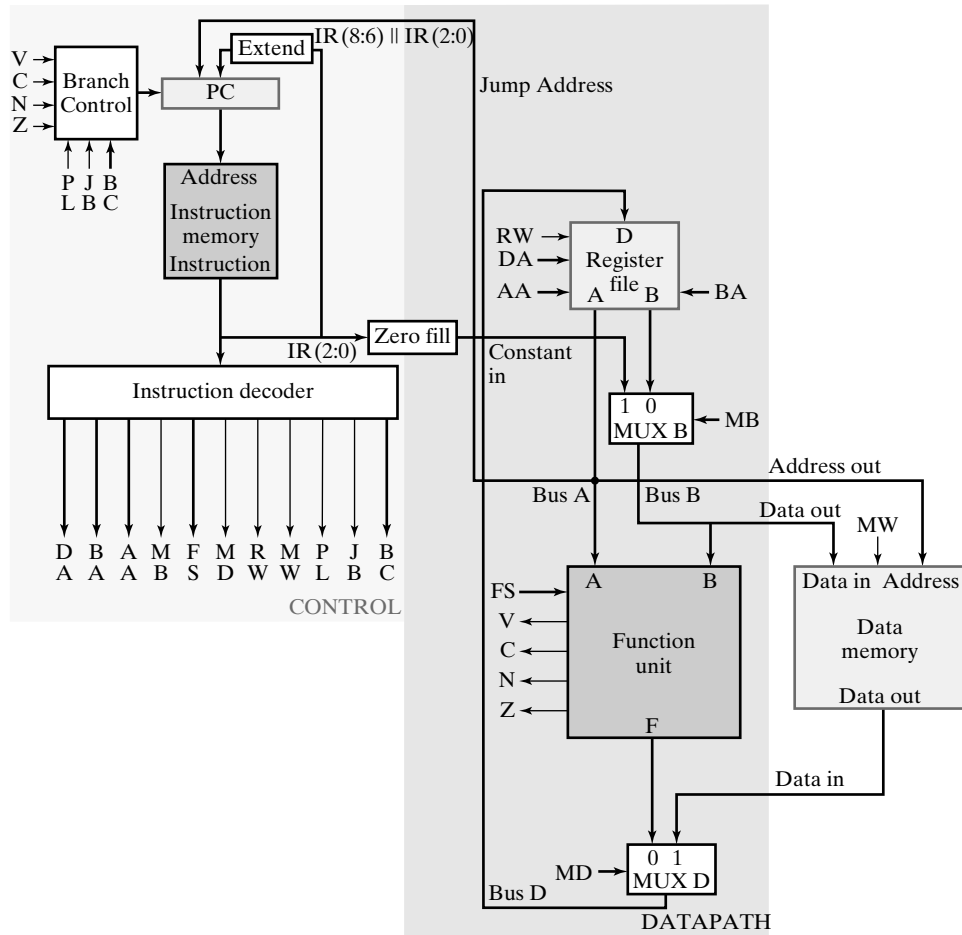 IR(8:6) || IR(2:0)
Extend
V
C
N
Z
Branch
Control
PC
Jump Address
P
L
J
B
B
C
Address
Instruction
memory
Instruction
RW
DA
AA
D
Register
file
A B
BA
IR(2:0)
Zero fill
Constant
in
Instruction decoder
1 0
MUX B
MB
Address out
Bus A
Bus B
Data out
MW
D
A
B
A
A
A
M
B
F
S
M
D
R
W
M
W
P
L
J
B
B
C
CONTROL
A
B
FS
V
C
N
Z
Function
unit
F
Data in Address
Data
memory
Data out
Data in
0 1
MUX D
MD
Bus D
DATAPATH